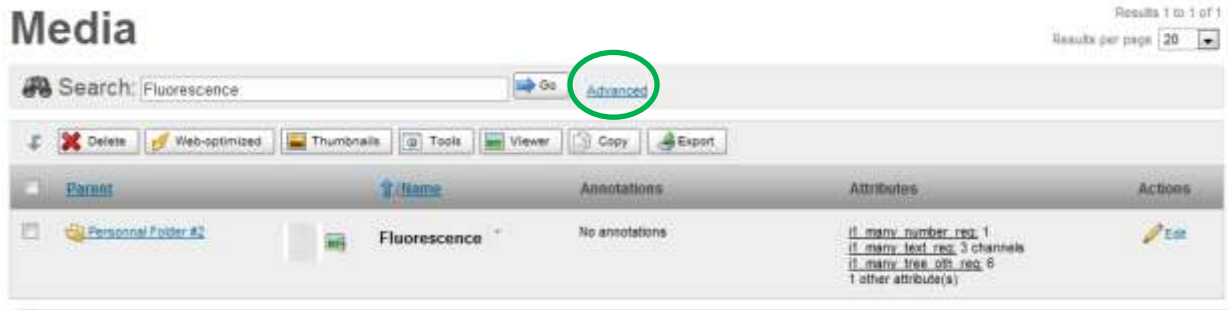 Media
Results 1 to 1 of 1
Results per page 20
Search: Fluorescence Go Advanced
Delete Web-optimized Thumbnails Tools Viewer Copy Export
Parent Name Annotations Attributes Actions
Personnal Folder #2 Fluorescence No annotations it_many_number_req: 1 Edit
it_many_text_req: 3 channels
it_many_tree_oth_req: 6
1 other attribute(s)